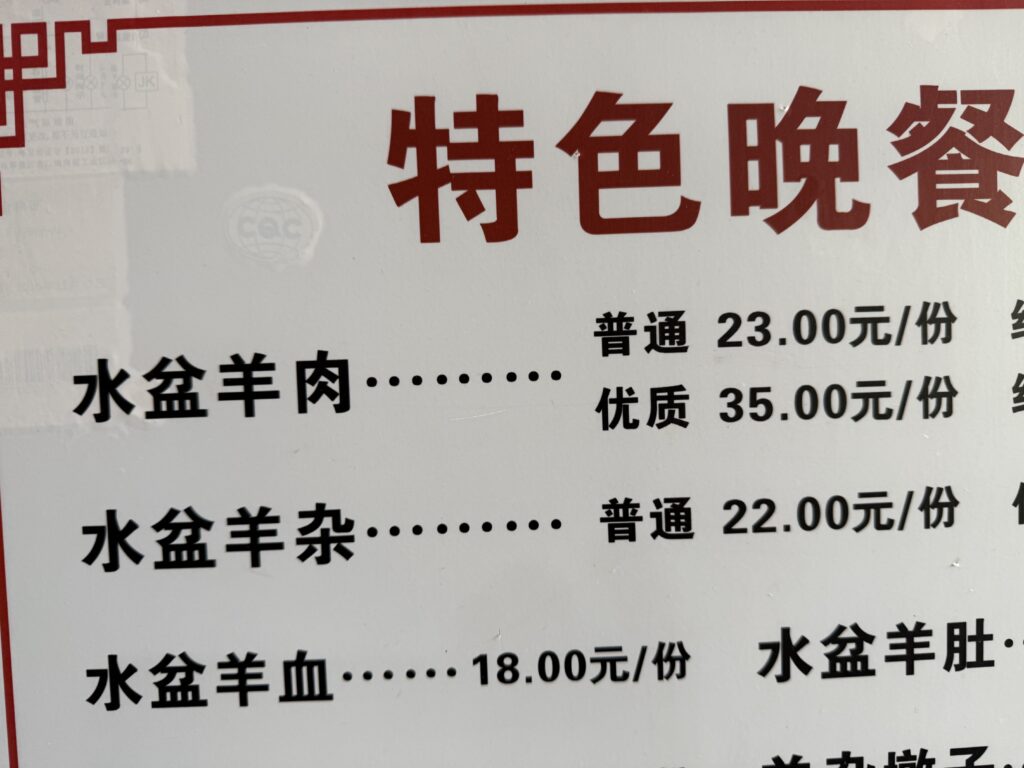 特色晚餐
普通 23.00元/份
水盆羊肉·········
优质 35.00元/份
水盆羊杂········· 普通 22.00元/份
水盆羊血······18.00元/份 水盆羊肚··
CQC
JK